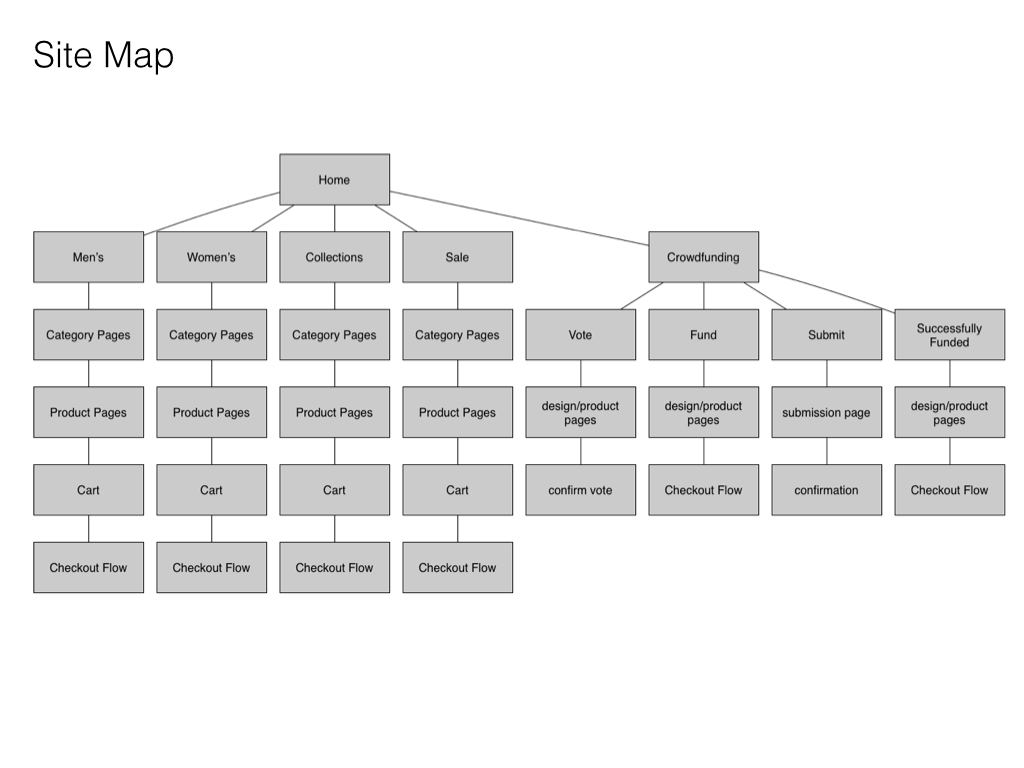 Site Map
Home
Men's
Women's
Collections
Sale
Crowdfunding
Category Pages
Category Pages
Category Pages
Category Pages
Vote
Fund
Submit
Successfully
Funded
Product Pages
Product Pages
Product Pages
Product Pages
design/product
pages
design/product
pages
submission page
design/product
pages
Cart
Cart
Cart
Cart
confirm vote
Checkout Flow
confirmation
Checkout Flow
Checkout Flow
Checkout Flow
Checkout Flow
Checkout Flow